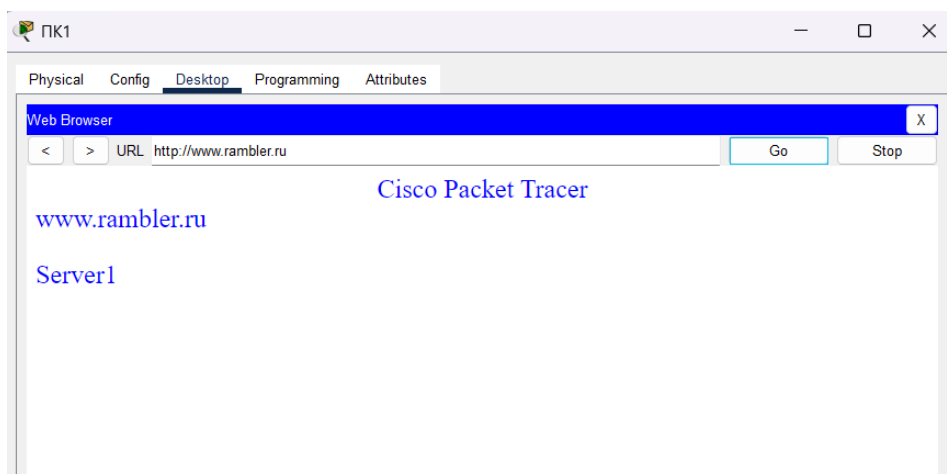 ПК1
Physical Config Desktop Programming Attributes
Web Browser X
< > URL http://www.rambler.ru Go Stop
Cisco Packet Tracer
www.rambler.ru
Server1